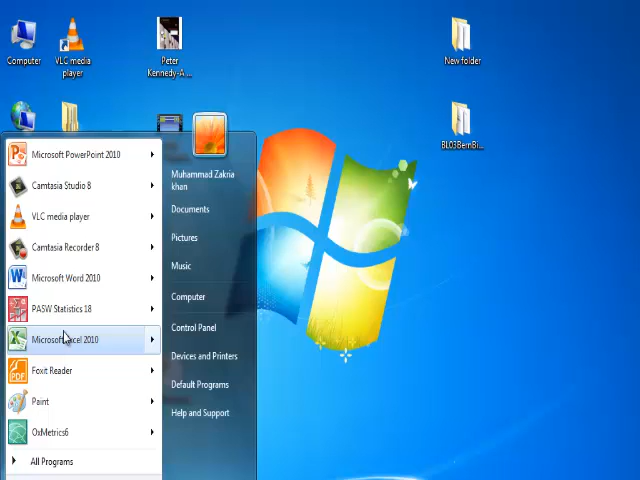 Computer
VLC media
player
Peter
Kennedy-A...
New folder
BL03BemBi...
Microsoft PowerPoint 2010
Camtasia Studio 8
VLC media player
Camtasia Recorder 8
Microsoft Word 2010
PASW Statistics 18
Microsoft Excel 2010
Foxit Reader
PDF
Paint
OxMetrics6
All Programs
Muhammad Zakria
khan
Documents
Pictures
Music
Computer
Control Panel
Devices and Printers
Default Programs
Help and Support